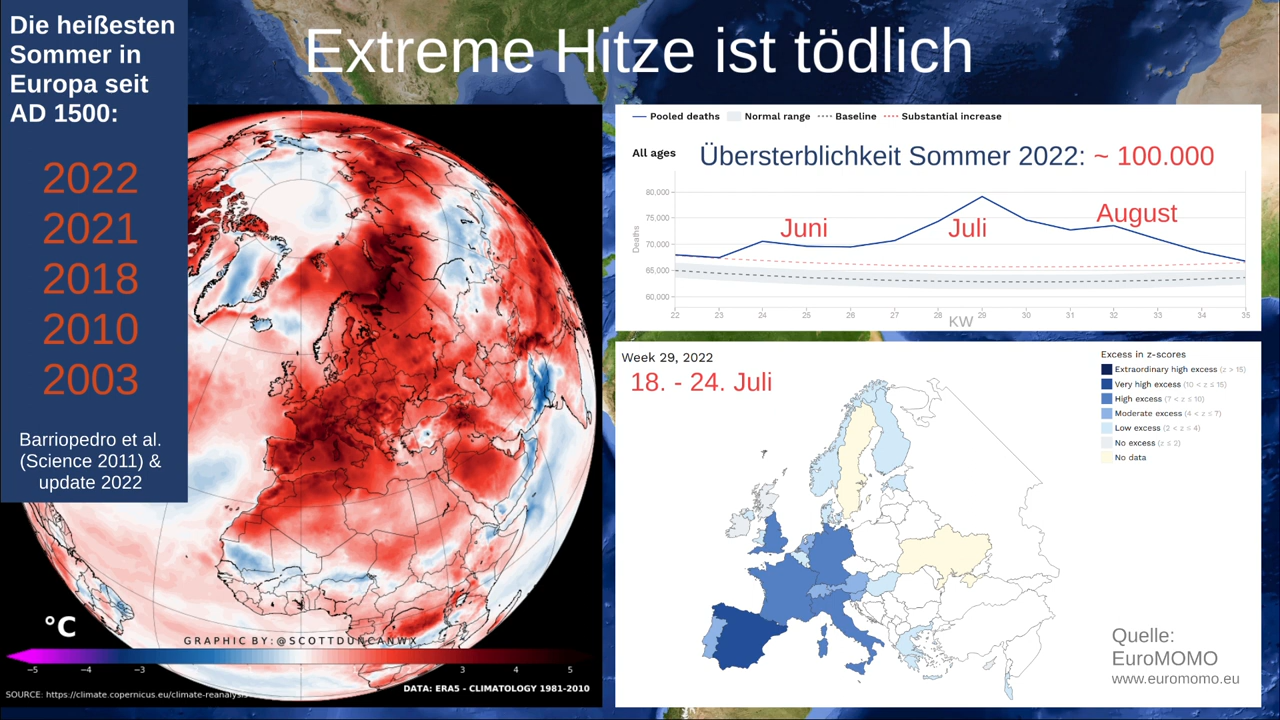 Extreme Hitze ist tödlich
Die heißesten
Sommer in
Europa seit
AD 1500:
2022
2021
2018
2010
2003
Barriopedro et al.
(Science 2011) &
update 2022
°C
GRAPHIC BY: @SCOTTDUNCANWX
−5 −4 −3 3 4 5
SOURCE: https://climate.copernicus.eu/climate-reanalys
DATA: ERA5 - CLIMATOLOGY 1981-2010
Pooled deaths Normal range Baseline Substantial increase
All ages
Übersterblichkeit Sommer 2022: ~ 100.000
Deaths
80,000
75,000
70,000
65,000
60,000
Juni Juli August
22 23 24 25 26 27 28 29 30 31 32 33 34 35
KW
Week 29, 2022
18. - 24. Juli
Excess in z-scores
Extraordinary high excess (z > 15)
Very high excess (10 < z ≤ 15)
High excess (7 < z ≤ 10)
Moderate excess (4 < z ≤ 7)
Low excess (2 < z ≤ 4)
No excess (z ≤ 2)
No data
Quelle:
EuroMOMO
www.euromomo.eu